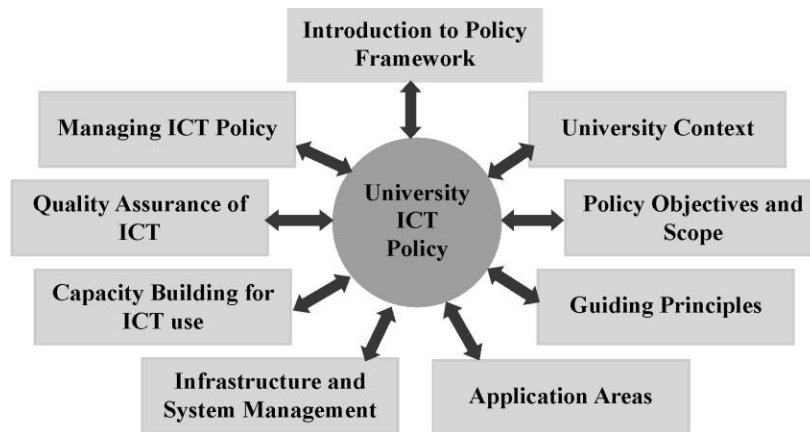 Introduction to Policy
Framework
Managing ICT Policy
University Context
University
ICT
Policy
Quality Assurance of
ICT
Policy Objectives and
Scope
Capacity Building for
ICT use
Guiding Principles
Infrastructure and
System Management
Application Areas